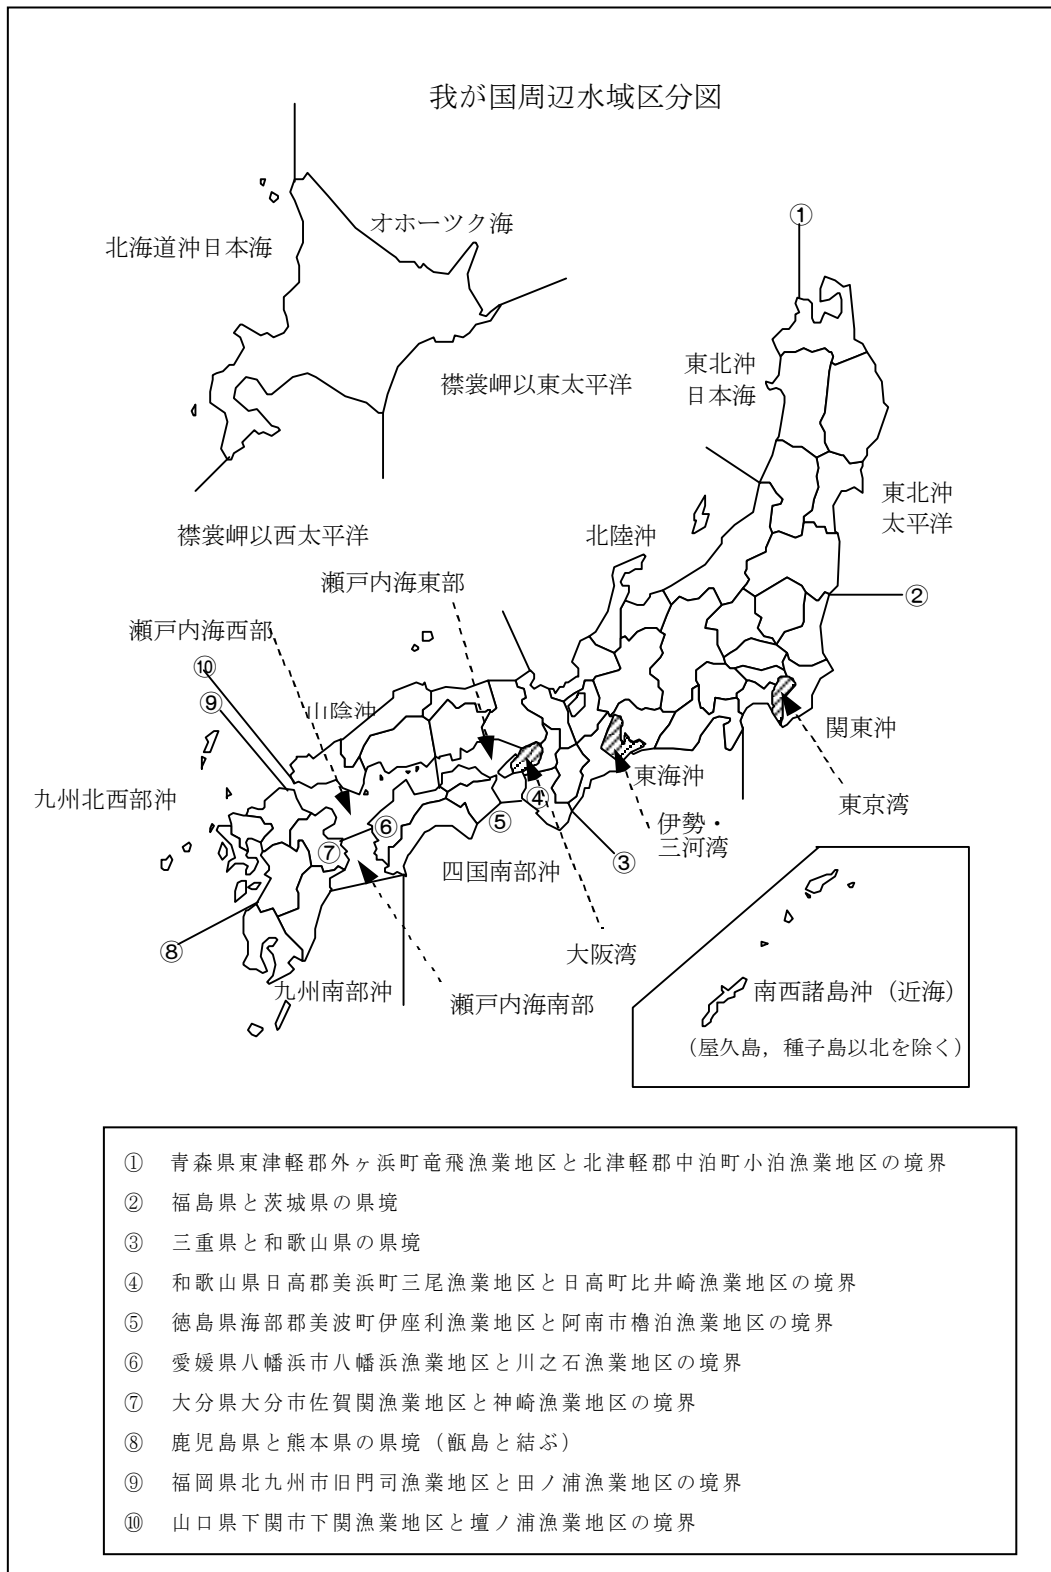 我が国周辺水域区分図
①
オホーツク海
北海道沖日本海
東北沖
日本海
襟裳岬以東太平洋
東北沖
太平洋
襟裳岬以西太平洋
北陸沖
瀬戸内海東部
②
瀬戸内海西部
⑩
⑨
山陰沖
関東沖
東海沖
九州北西部沖
④
東京湾
⑤
⑥
伊勢・
三河湾
⑦
③
四国南部沖
⑧
大阪湾
九州南部沖
瀬戸内海南部
南西諸島沖（近海）
（屋久島，種子島以北を除く）
① 青森県東津軽郡外ヶ浜町竜飛漁業地区と北津軽郡中泊町小泊漁業地区の境界
② 福島県と茨城県の県境
③ 三重県と和歌山県の県境
④ 和歌山県日高郡美浜町三尾漁業地区と日高町比井崎漁業地区の境界
⑤ 徳島県海部郡美波町伊座利漁業地区と阿南市椿泊漁業地区の境界
⑥ 愛媛県八幡浜市八幡浜漁業地区と川之石漁業地区の境界
⑦ 大分県大分市佐賀関漁業地区と神崎漁業地区の境界
⑧ 鹿児島県と熊本県の県境（甑島と結ぶ）
⑨ 福岡県北九州市旧門司漁業地区と田ノ浦漁業地区の境界
⑩ 山口県下関市下関漁業地区と壇ノ浦漁業地区の境界